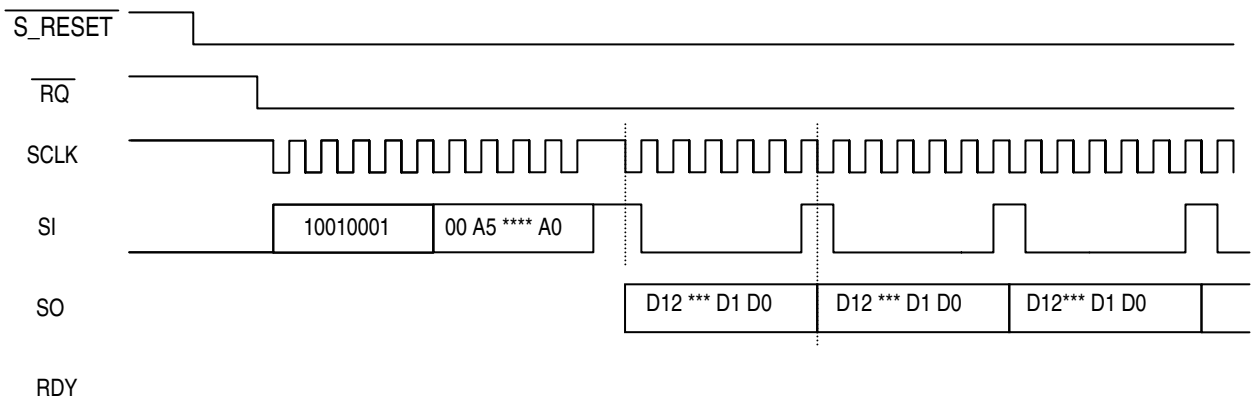 S_RESET
RQ
SCLK
SI 10010001 00 A5 **** A0
SO D12 *** D1 D0 D12 *** D1 D0 D12*** D1 D0
RDY